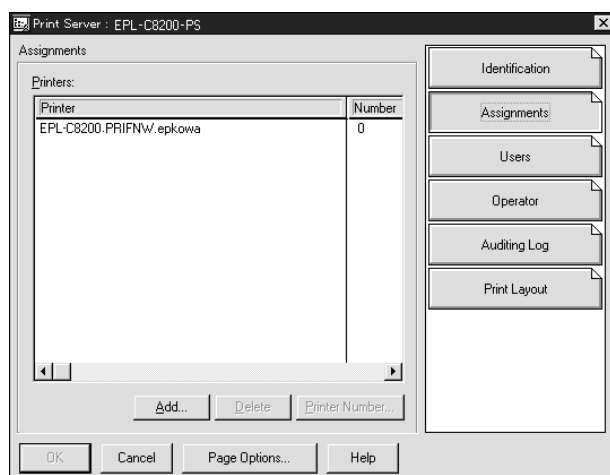 Print Server : EPL-C8200-PS
Assignments
Printers:
Printer Number
EPL-C8200.PRIFNW.epkowa 0
Add... Delete Printer Number...
OK Cancel Page Options... Help
Identification
Assignments
Users
Operator
Auditing Log
Print Layout